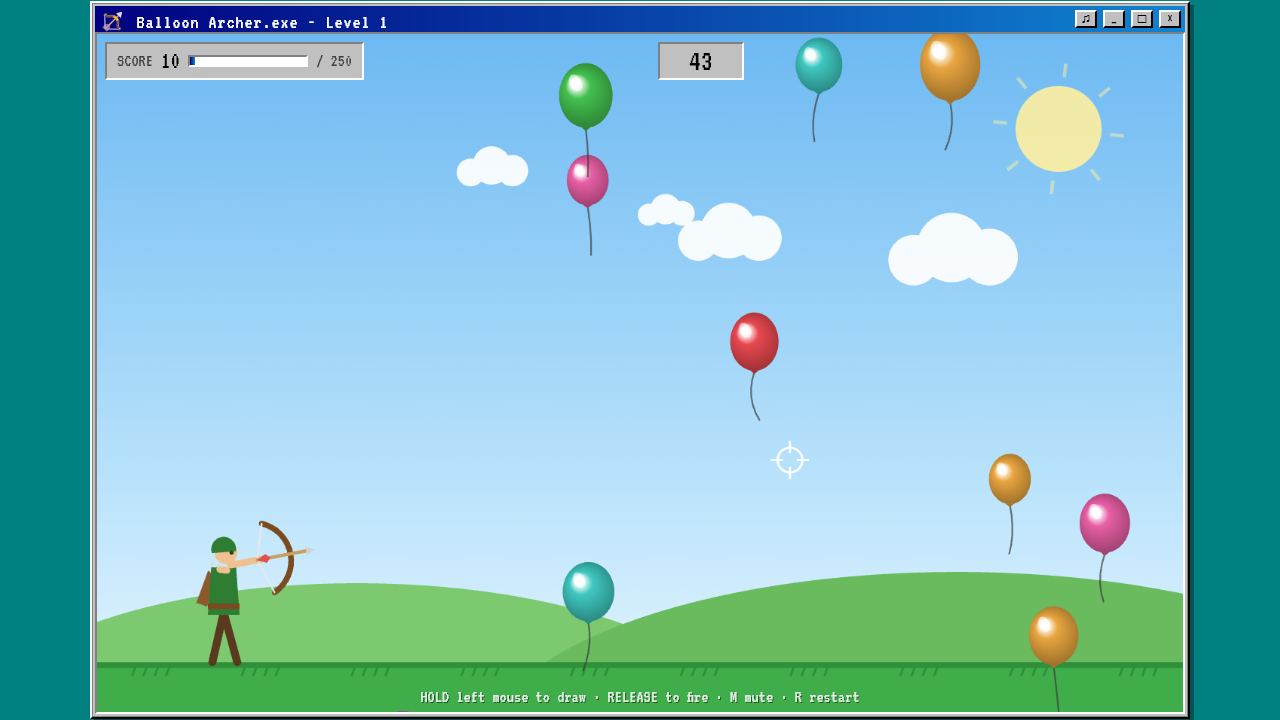 Balloon Archer.exe - Level 1
SCORE 10 / 250
43
HOLD left mouse to draw · RELEASE to fire · M mute · R restart